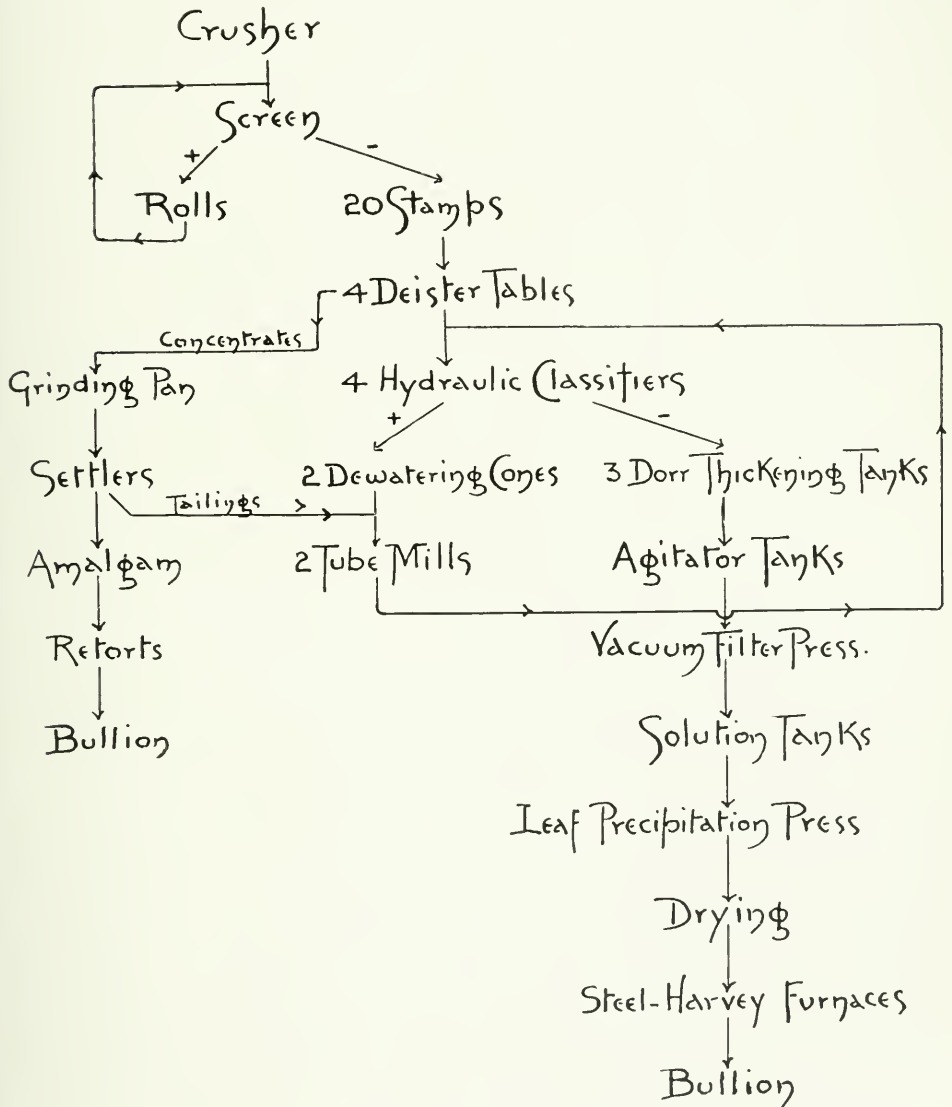 Crusher
Screen
+ -
Rolls 20 Stamps
4 Deister Tables
Concentrates
Grinding Pan 4 Hydraulic Classifiers
+ -
Settlers 2 Dewatering Cones 3 Dorr Thickening Tanks
Tailings
Amalgam 2 Tube Mills Agitator Tanks
Retorts Vacuum Filter Press.
Bullion Solution Tanks
Leaf Precipitation Press
Drying
Steel-Harvey Furnaces
Bullion